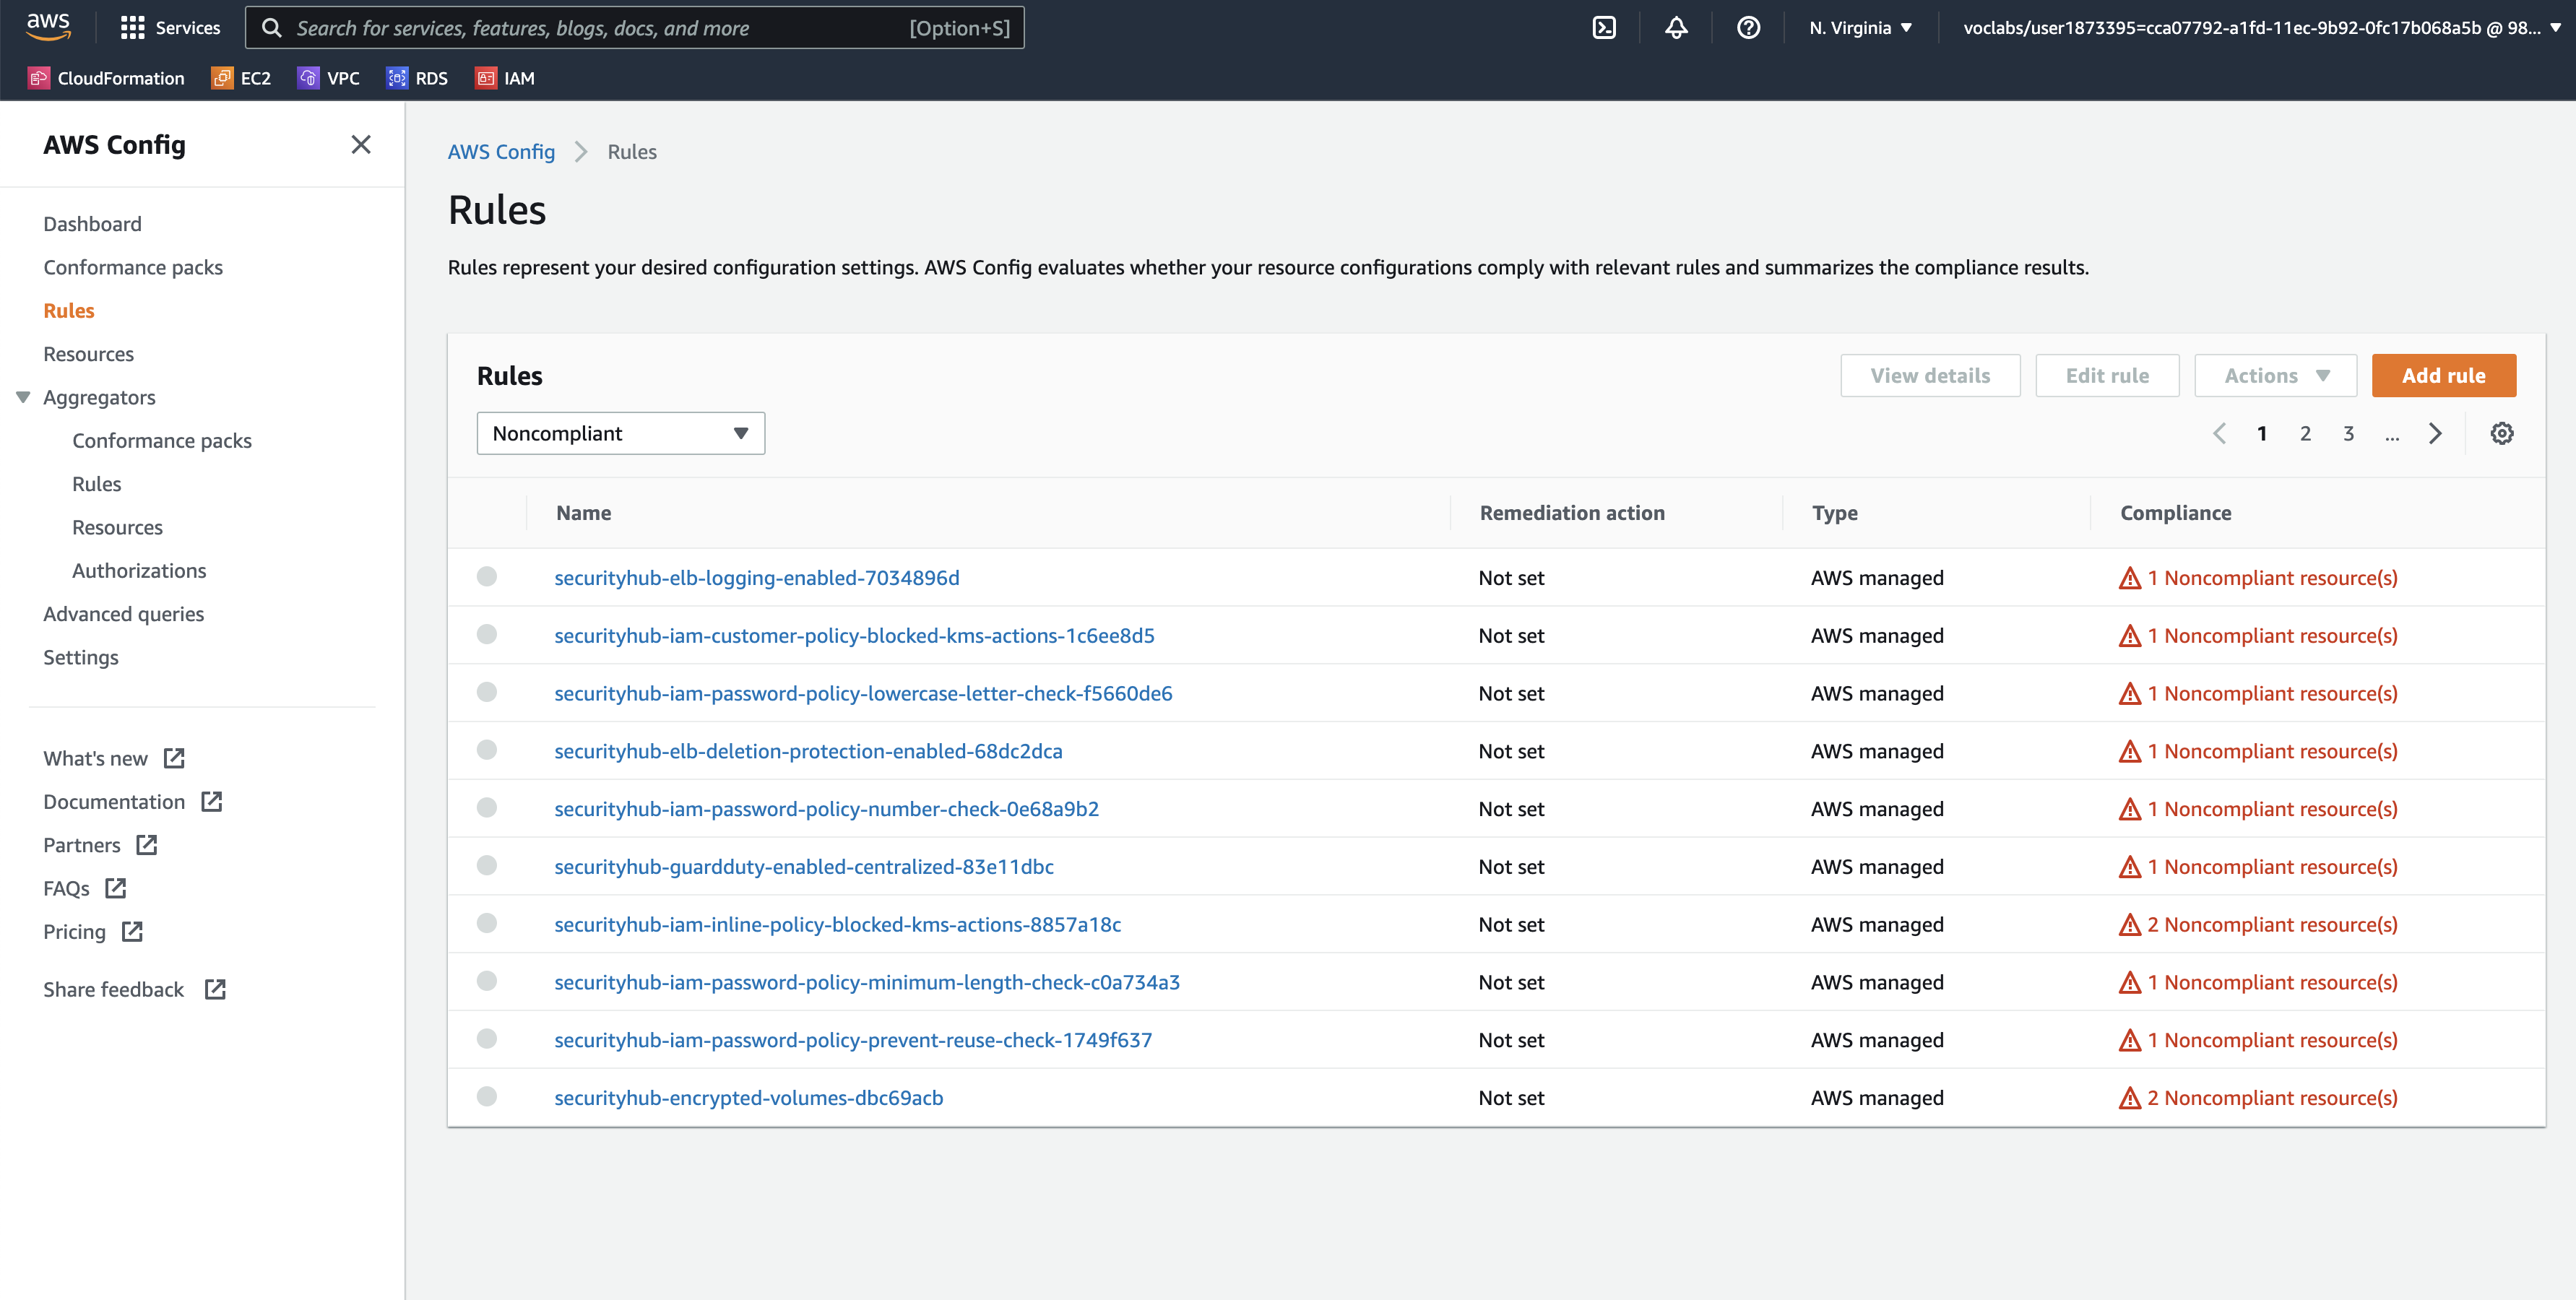 aws
Services
Search for services, features, blogs, docs, and more [Option+S]
N. Virginia
voclabs/user1873395=cca07792-a1fd-11ec-9b92-0fc17b068a5b @ 98...
CloudFormation EC2 VPC RDS IAM
AWS Config
Dashboard
Conformance packs
Rules
Resources
Aggregators
Conformance packs
Rules
Resources
Authorizations
Advanced queries
Settings
What's new
Documentation
Partners
FAQs
Pricing
Share feedback
AWS Config > Rules
Rules
Rules represent your desired configuration settings. AWS Config evaluates whether your resource configurations comply with relevant rules and summarizes the compliance results.
Rules View details Edit rule Actions Add rule
Noncompliant 1 2 3 ...
Name Remediation action Type Compliance
securityhub-elb-logging-enabled-7034896d Not set AWS managed 1 Noncompliant resource(s)
securityhub-iam-customer-policy-blocked-kms-actions-1c6ee8d5 Not set AWS managed 1 Noncompliant resource(s)
securityhub-iam-password-policy-lowercase-letter-check-f5660de6 Not set AWS managed 1 Noncompliant resource(s)
securityhub-elb-deletion-protection-enabled-68dc2dca Not set AWS managed 1 Noncompliant resource(s)
securityhub-iam-password-policy-number-check-0e68a9b2 Not set AWS managed 1 Noncompliant resource(s)
securityhub-guardduty-enabled-centralized-83e11dbc Not set AWS managed 1 Noncompliant resource(s)
securityhub-iam-inline-policy-blocked-kms-actions-8857a18c Not set AWS managed 2 Noncompliant resource(s)
securityhub-iam-password-policy-minimum-length-check-c0a734a3 Not set AWS managed 1 Noncompliant resource(s)
securityhub-iam-password-policy-prevent-reuse-check-1749f637 Not set AWS managed 1 Noncompliant resource(s)
securityhub-encrypted-volumes-dbc69acb Not set AWS managed 2 Noncompliant resource(s)